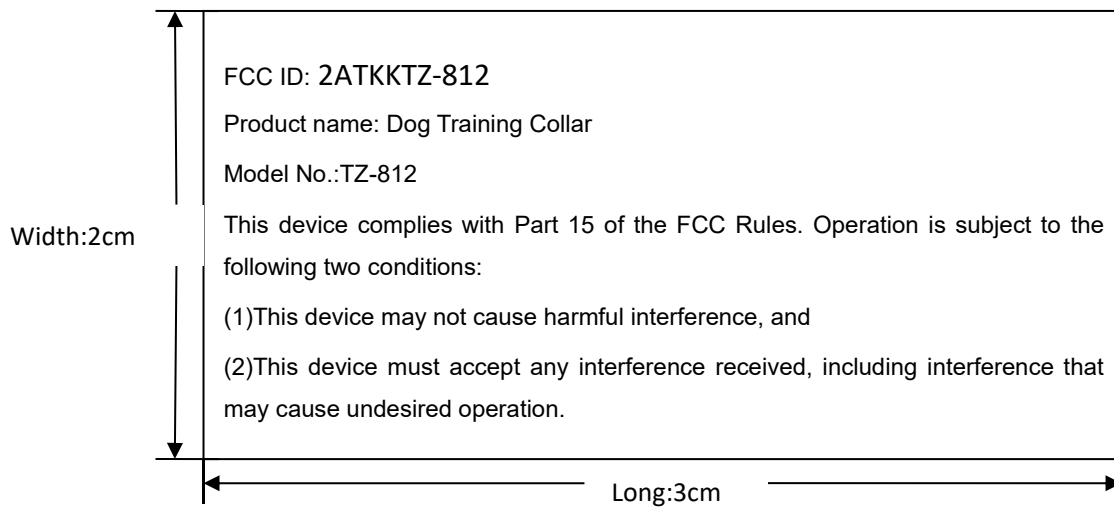 FCC ID: 2ATKKTZ-812
Product name: Dog Training Collar
Model No.:TZ-812
Width:2cm
This device complies with Part 15 of the FCC Rules. Operation is subject to the
following two conditions:
(1)This device may not cause harmful interference, and
(2)This device must accept any interference received, including interference that
may cause undesired operation.
Long:3cm